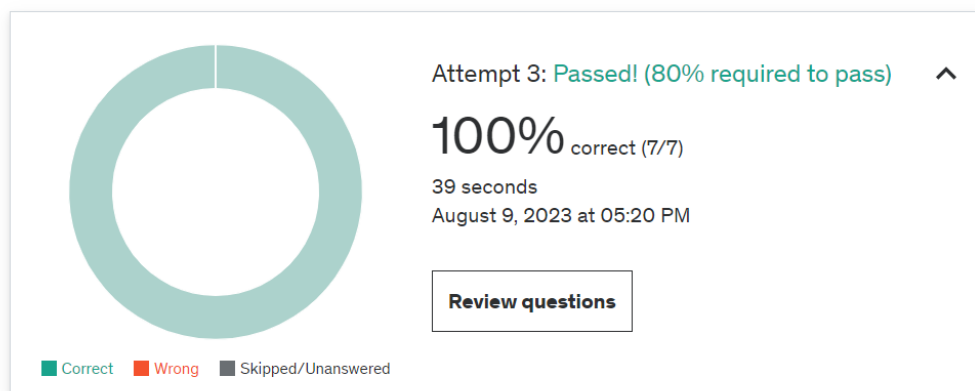 Attempt 3: Passed! (80% required to pass)
100% correct (7/7)
39 seconds
August 9, 2023 at 05:20 PM
Review questions
Correct Wrong Skipped/Unanswered